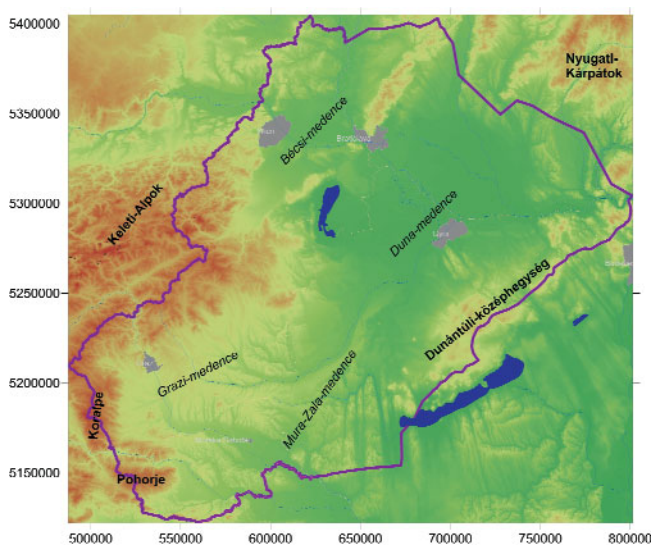 5400000
Nyugati-
Kárpátok
5350000
Bécsi-medence
Bratislava
5300000
Keleti-Alpok
Duna-medence
5250000
Dunántúli-középhegység
Grazi-medence
5200000
Mura-Zala-medence
Koralpe
5150000
Pohorje
500000 550000 600000 650000 700000 750000 800000